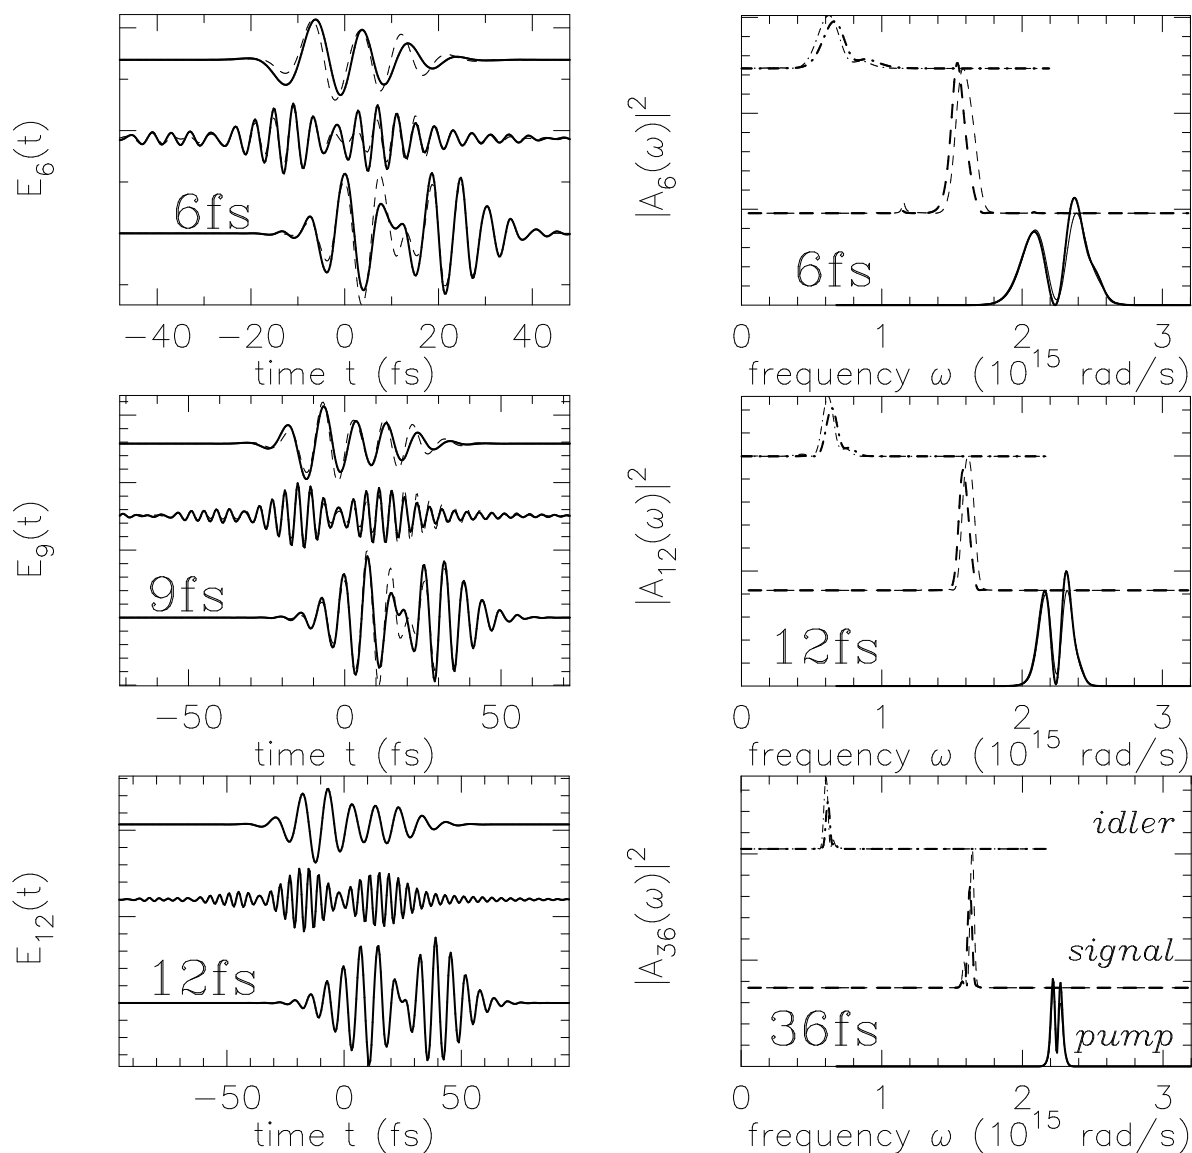 E₆(t)
6fs
−40 −20 0 20 40
time t (fs)
|A₆(ω)|²
6fs
0 1 2 3
frequency ω (10¹⁵ rad/s)
E₉(t)
9fs
−50 0 50
time t (fs)
|A₁₂(ω)|²
12fs
0 1 2 3
frequency ω (10¹⁵ rad/s)
E₁₂(t)
12fs
−50 0 50
time t (fs)
|A₃₆(ω)|²
idler
signal
36fs pump
0 1 2 3
frequency ω (10¹⁵ rad/s)